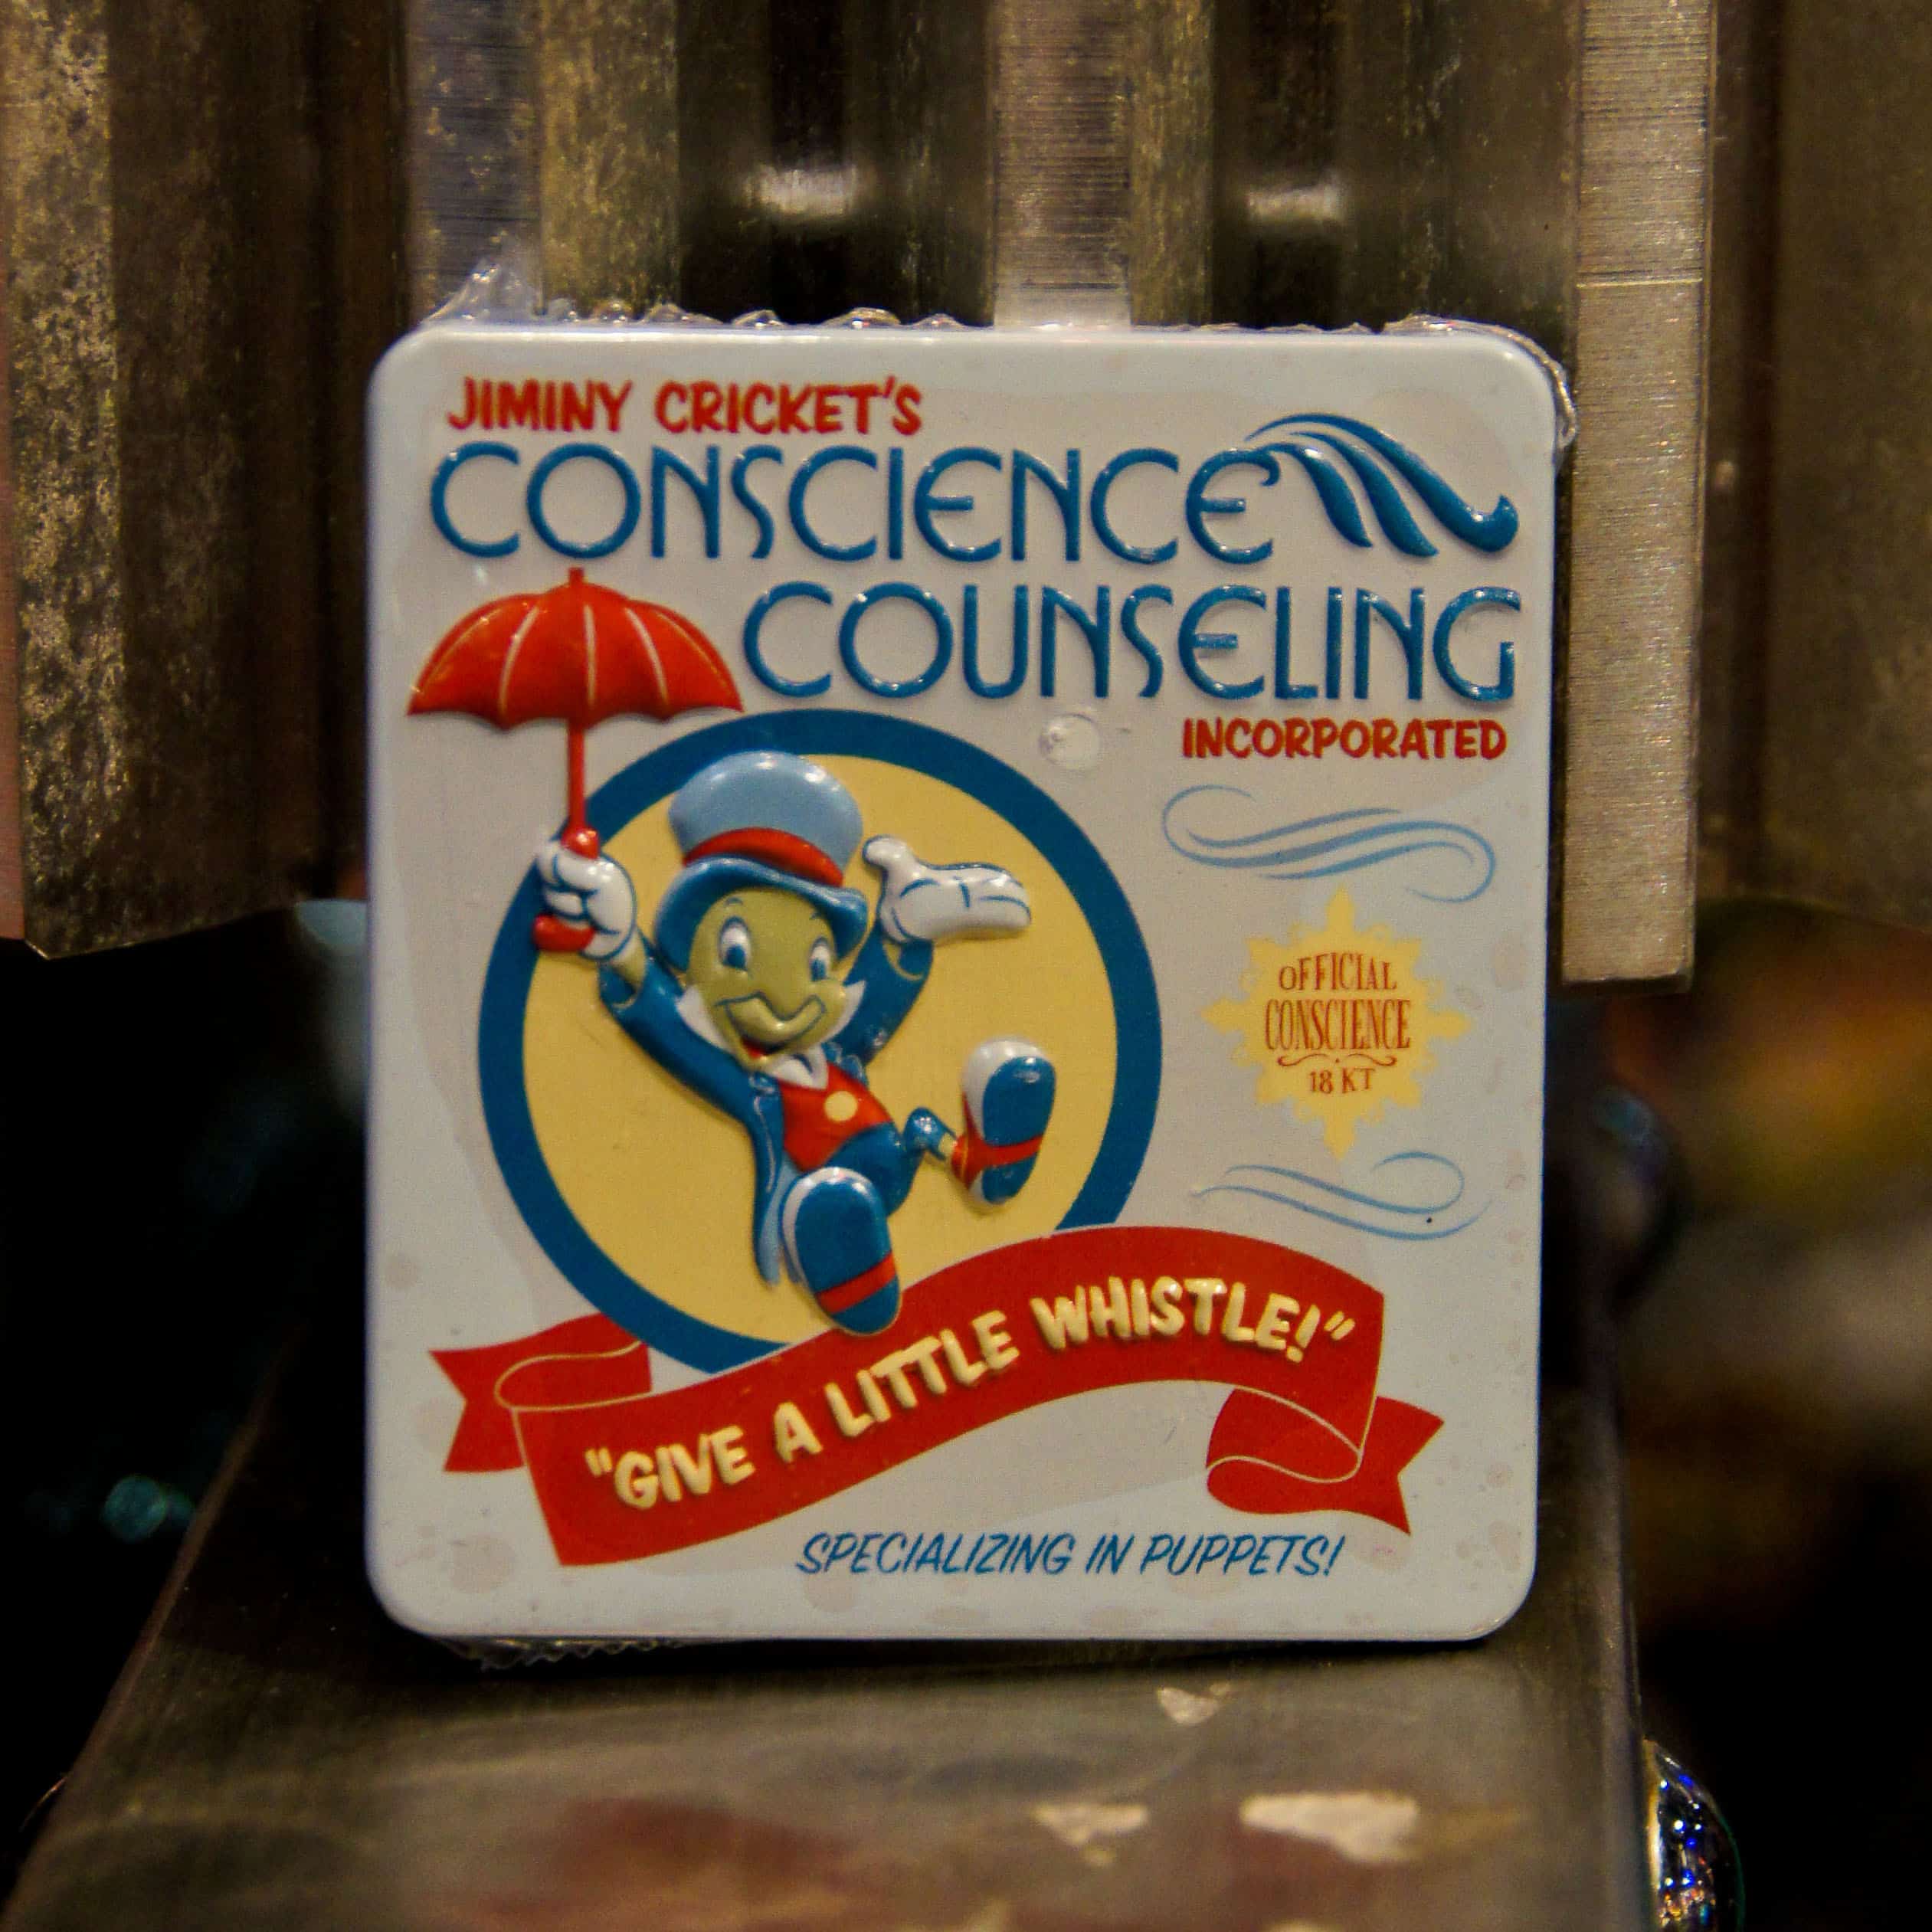 JIMINY CRICKET'S
CONSCIENCE
COUNSELING
INCORPORATED
OFFICIAL
CONSCIENCE
18 KT
"GIVE A LITTLE WHISTLE!"
SPECIALIZING IN PUPPETS!